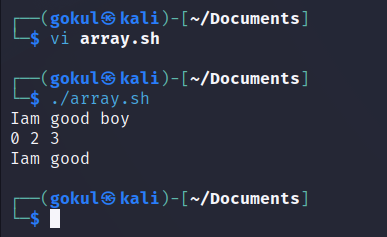 ┌──(gokul㉿kali)-[~/Documents]
└─$ vi array.sh
┌──(gokul㉿kali)-[~/Documents]
└─$ ./array.sh
Iam good boy
0 2 3
Iam good
┌──(gokul㉿kali)-[~/Documents]
└─$